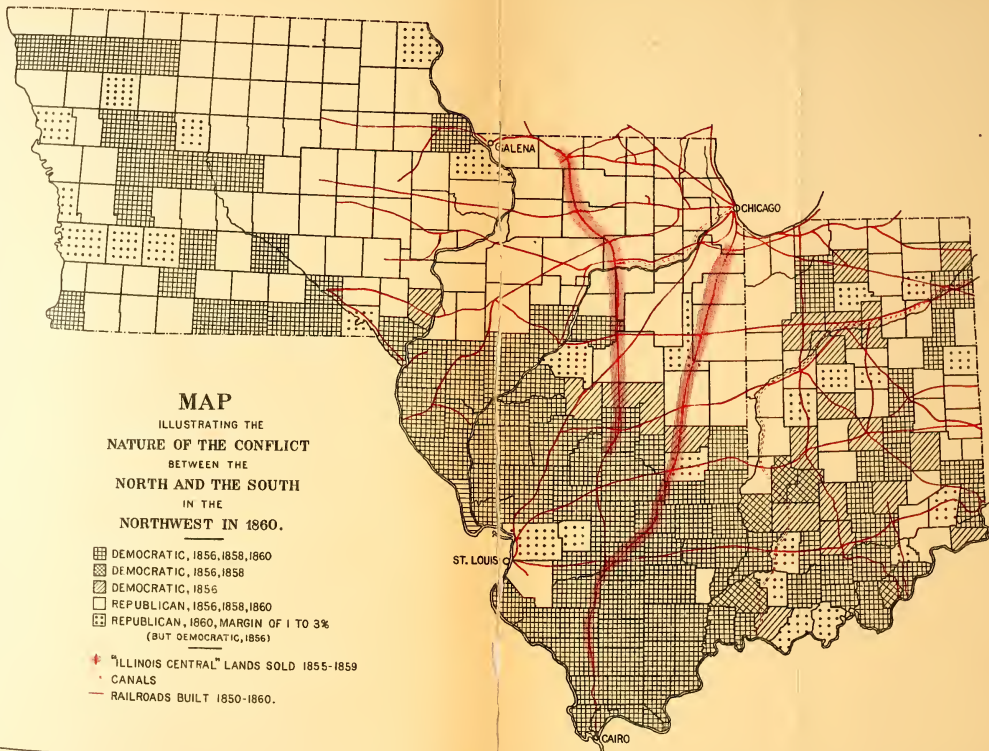 GALENA
CHICAGO
MAP
ILLUSTRATING THE
NATURE OF THE CONFLICT
BETWEEN THE
NORTH AND THE SOUTH
IN THE
NORTHWEST IN 1860.
DEMOCRATIC, 1856, 1858, 1860
DEMOCRATIC, 1856, 1858
DEMOCRATIC, 1856
REPUBLICAN, 1856, 1858, 1860
REPUBLICAN, 1860, MARGIN OF 1 TO 3%
(BUT DEMOCRATIC, 1856)
"ILLINOIS CENTRAL" LANDS SOLD 1855-1859
CANALS
RAILROADS BUILT 1850-1860.
ST. LOUIS
CAIRO